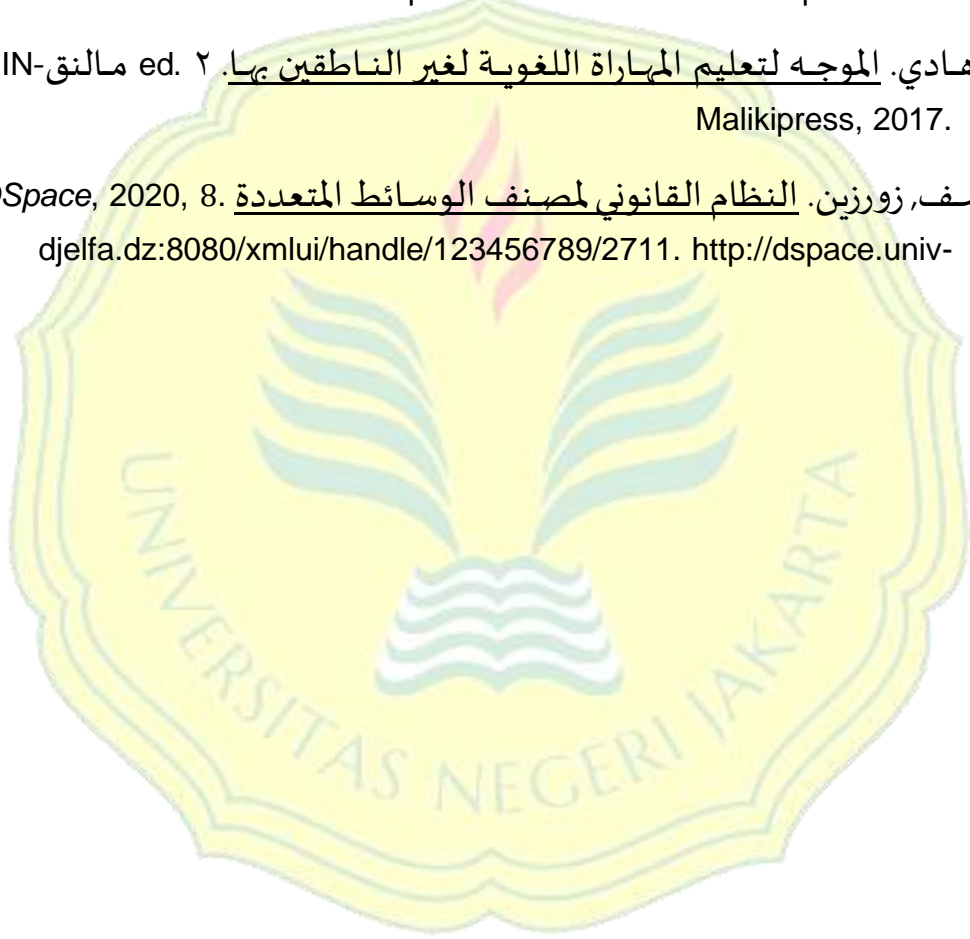 هادي. الموجه لتعليم المهاراة اللغوية لغير الناطقين بها. ٢ ed. مالنق-IN
Malikipress, 2017.
سف, زورزين. النظام القانوني لمصنف الوسائط المتعددة. Space, 2020, 8
djelfa.dz:8080/xmlui/handle/123456789/2711. http://dspace.univ-
UNIVERSITAS NEGERI JAKARTA